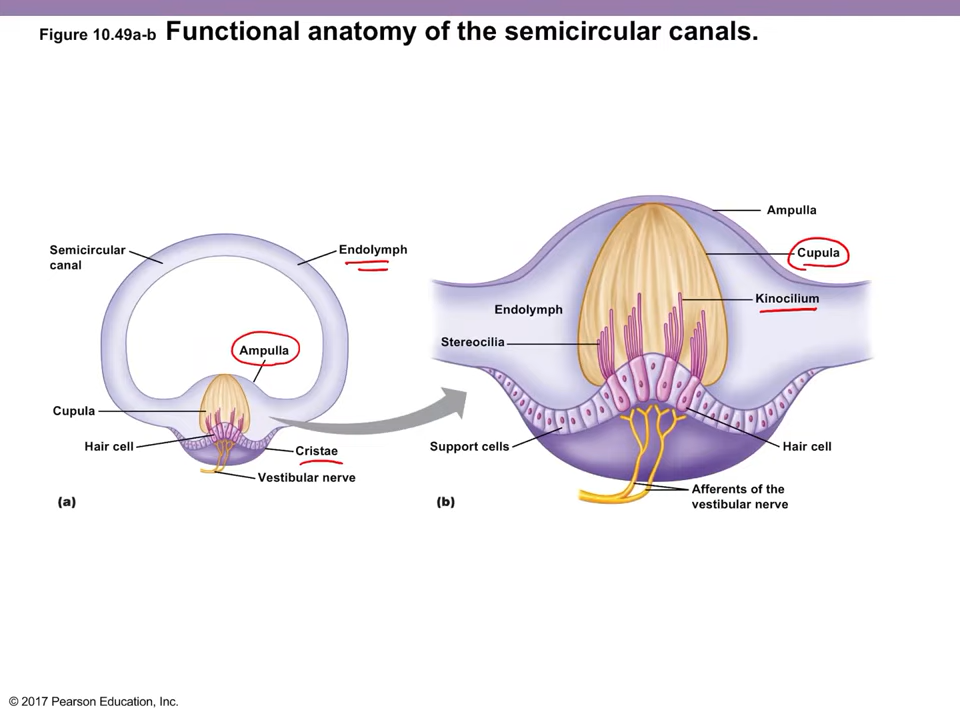 Figure 10.49a-b Functional anatomy of the semicircular canals.
Semicircular
canal
Endolymph
Ampulla
Cupula
Hair cell
Cristae
Vestibular nerve
(a)
Ampulla
Cupula
Kinocilium
Endolymph
Stereocilia
Support cells
Hair cell
Afferents of the
vestibular nerve
(b)
© 2017 Pearson Education, Inc.